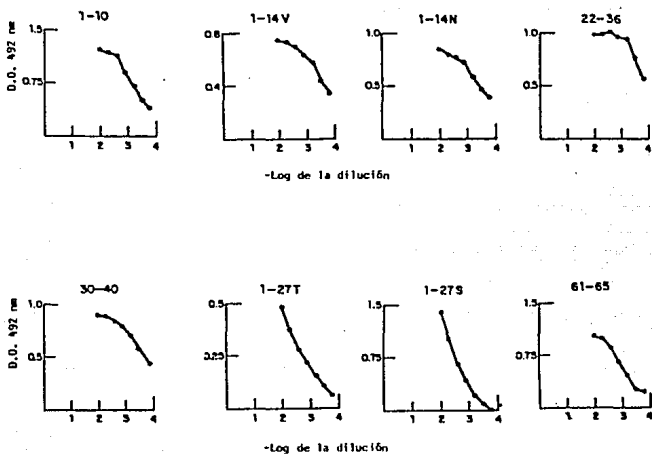 1-10 1-14V 1-14N 22-36
1.5 0.8 1.0 1.0
D.O. 492 nm
0.75 0.4 0.5 0.5
1 2 3 4 1 2 3 4 1 2 3 4 1 2 3 4
-Log de la dilución
30-40 1-27T 1-27S 61-65
1.0 0.5 1.5 1.5
D.O. 492 nm
0.5 0.25 0.75 0.75
1 2 3 4 1 2 3 4 1 2 3 4 1 2 3 4
-Log de la dilución